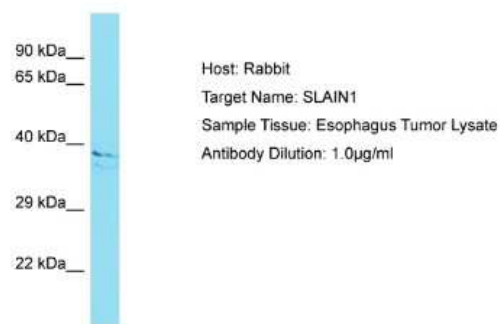 90 kDa
65 kDa
40 kDa
29 kDa
22 kDa
Host: Rabbit
Target Name: SLAIN1
Sample Tissue: Esophagus Tumor Lysate
Antibody Dilution: 1.0µg/ml